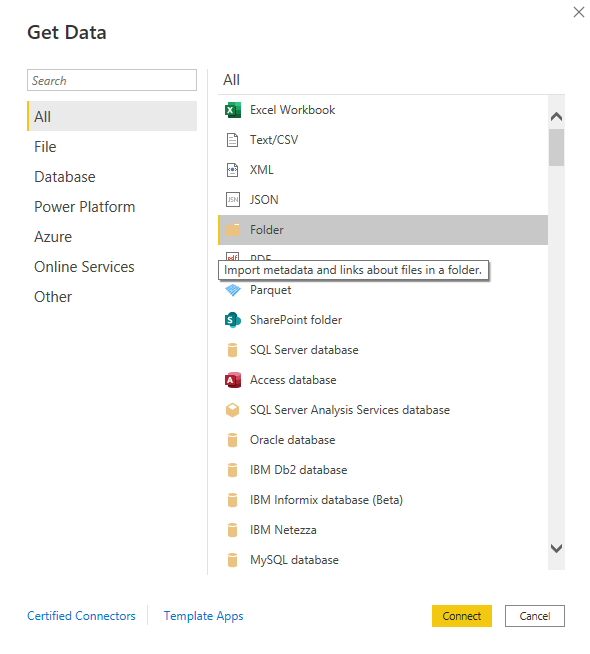 Get Data
Search
All
File
Database
Power Platform
Azure
Online Services
Other
All
Excel Workbook
Text/CSV
XML
JSON
Folder
PDF
Import metadata and links about files in a folder.
Parquet
SharePoint folder
SQL Server database
Access database
SQL Server Analysis Services database
Oracle database
IBM Db2 database
IBM Informix database (Beta)
IBM Netezza
MySQL database
Certified Connectors
Template Apps
Connect
Cancel